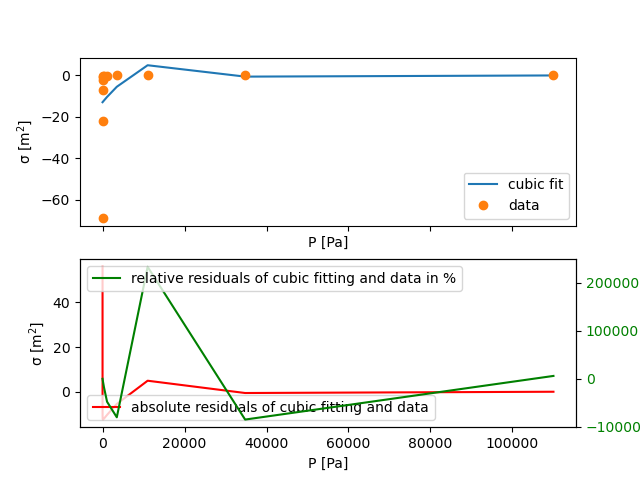 0
−20
−40
−60
σ [m²]
cubic fit
data
P [Pa]
relative residuals of cubic fitting and data in %
absolute residuals of cubic fitting and data
40
20
0
σ [m²]
200000
100000
0
−10000
0 20000 40000 60000 80000 100000
P [Pa]